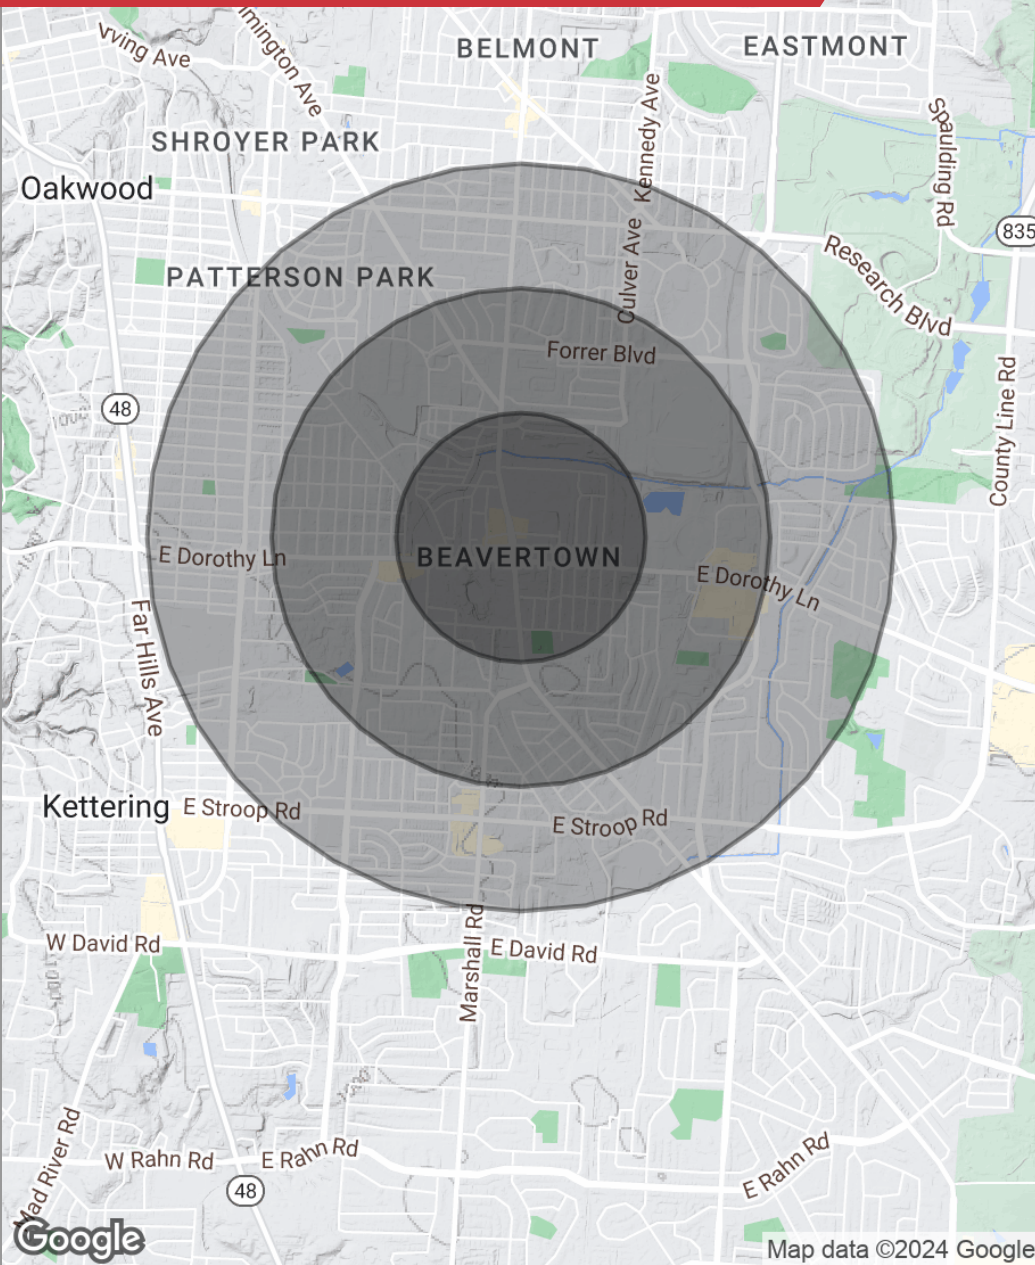 BELMONT
EASTMONT
Irving Ave
mington Ave
Kennedy Ave
Spaulding Rd
SHROYER PARK
Oakwood
835
Culver Ave
Research Blvd
PATTERSON PARK
Forrer Blvd
County Line Rd
48
BEAVERTOWN
E Dorothy Ln
E Dorothy Ln
Far Hills Ave
Kettering
E Stroop Rd
E Stroop Rd
W David Rd
E David Rd
Marshall Rd
Mad River Rd
W Rahn Rd
E Rahn Rd
E Rahn Rd
48
Google
Map data ©2024 Google